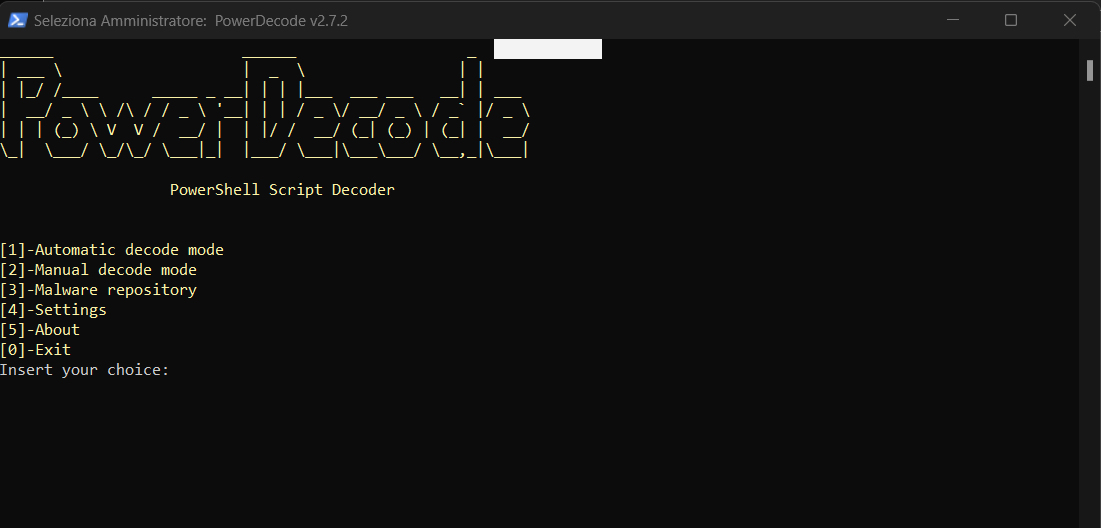 Seleziona Amministratore: PowerDecode v2.7.2
PowerDecode
PowerShell Script Decoder
[1]-Automatic decode mode
[2]-Manual decode mode
[3]-Malware repository
[4]-Settings
[5]-About
[0]-Exit
Insert your choice: